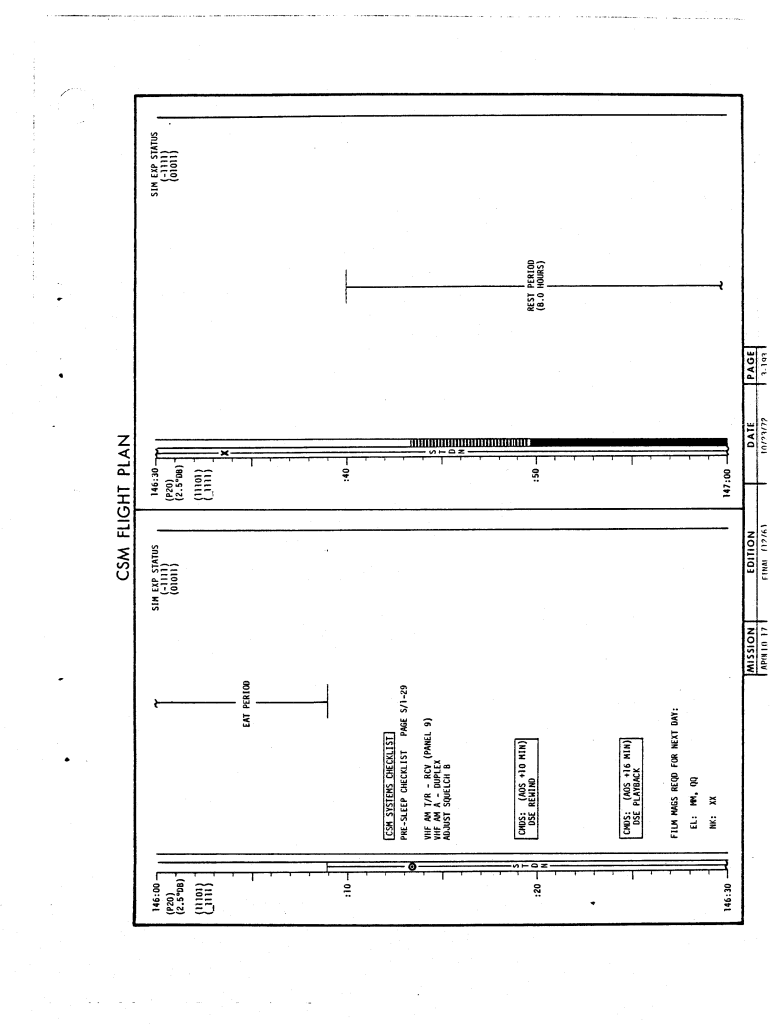 CSM FLIGHT PLAN
146:00
(P20)
(2.5°DB)
(11101)
(_1111)
:10
:20
146:30
STDN
EAT PERIOD
SIM EXP STATUS
(-1111)
(01011)
CSM SYSTEMS CHECKLIST
PRE-SLEEP CHECKLIST PAGE S/1-29
VHF AM T/R - RCV (PANEL 9)
VHF AM A - DUPLEX
ADJUST SQUELCH B
CMDS: (AOS +10 MIN)
DSE REWIND
CMDS: (AOS +16 MIN)
DSE PLAYBACK
FILM MAGS REQD FOR NEXT DAY:
EL: MM, QQ
NK: XX
146:30
(P20)
(2.5°DB)
(11101)
(_1111)
:40
:50
147:00
X
STDN
SIM EXP STATUS
(-1111)
(01011)
REST PERIOD
(8.0 HOURS)
MISSION EDITION DATE PAGE
APOLLO 17 FINAL (12/6) 10/23/72 3-193